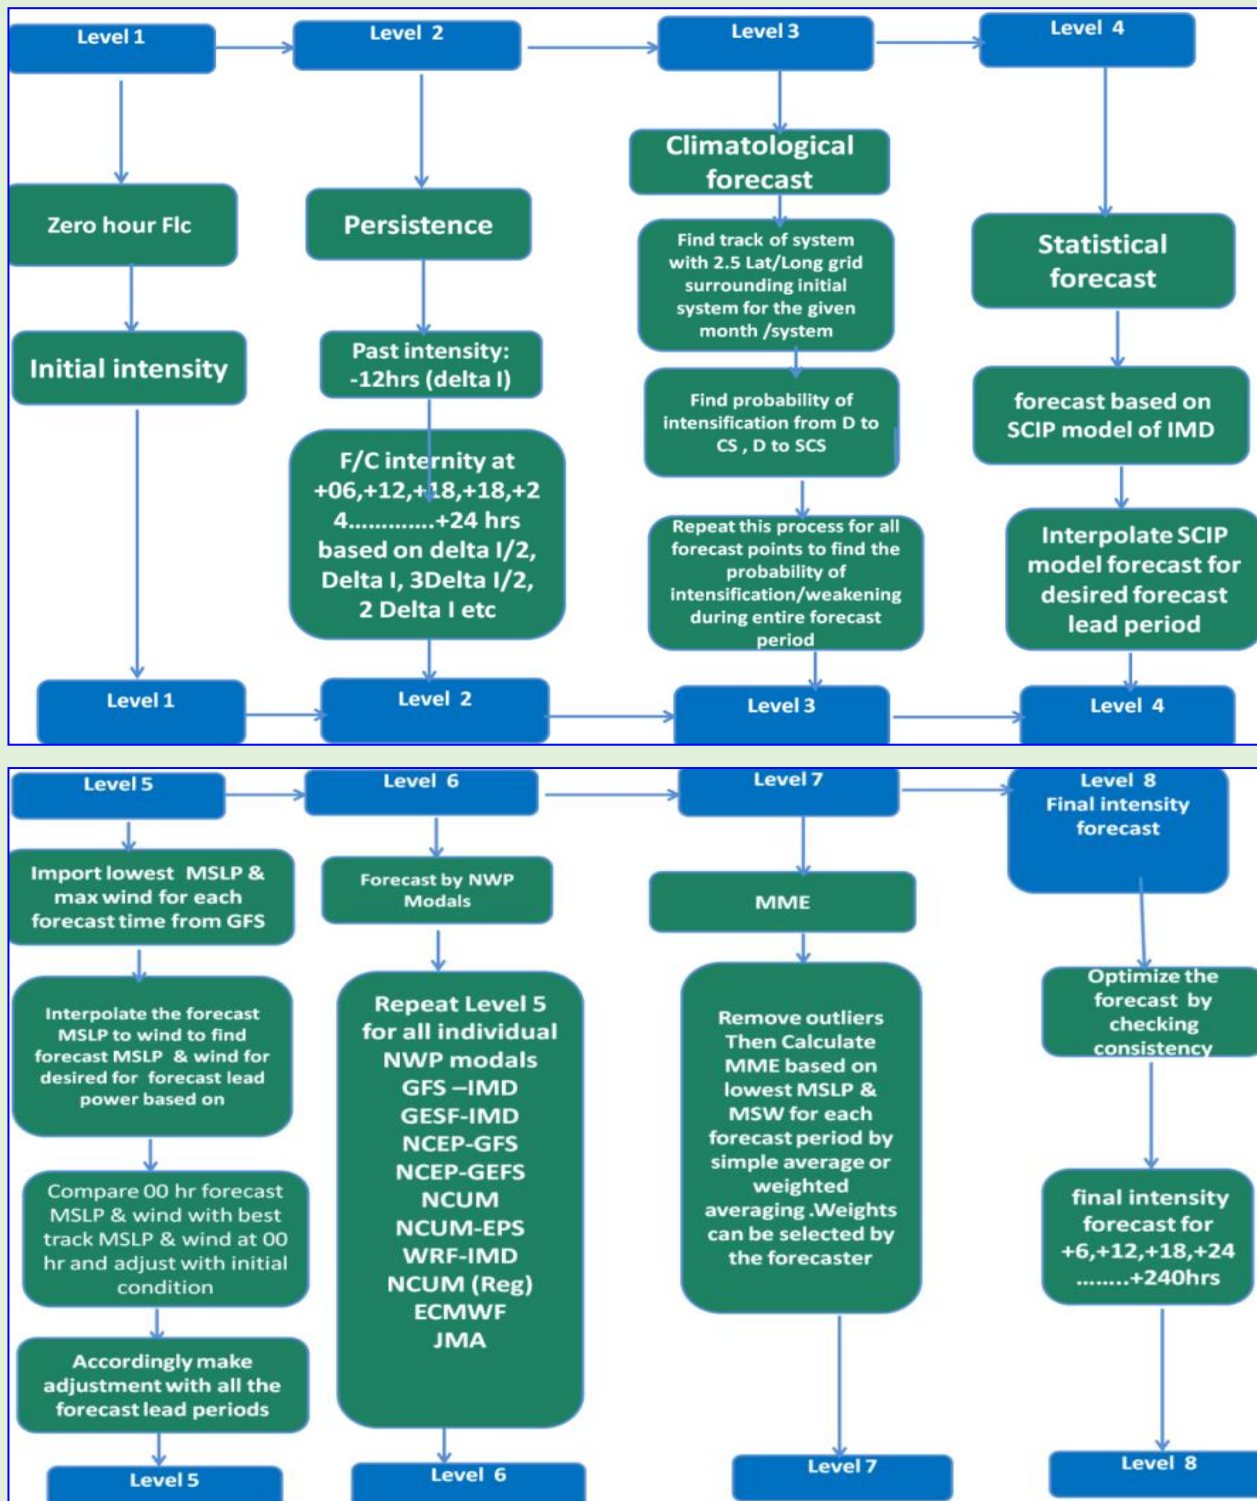 Level 1
Level 2
Level 3
Level 4
Zero hour Flc
Initial intensity
Persistence
Past intensity:
-12hrs (delta I)
F/C internity at
+06,+12,+18,+18,+2
4.............+24 hrs
based on delta I/2,
Delta I, 3Delta I/2,
2 Delta I etc
Climatological
forecast
Find track of system
with 2.5 Lat/Long grid
surrounding initial
system for the given
month /system
Find probability of
intensification from D to
CS , D to SCS
Repeat this process for all
forecast points to find the
probability of
intensification/weakening
during entire forecast
period
Statistical
forecast
forecast based on
SCIP model of IMD
Interpolate SCIP
model forecast for
desired forecast
lead period
Level 1
Level 2
Level 3
Level 4
Level 5
Level 6
Level 7
Level 8
Final intensity
forecast
Import lowest MSLP &
max wind for each
forecast time from GFS
Interpolate the forecast
MSLP to wind to find
forecast MSLP & wind for
desired for forecast lead
power based on
Compare 00 hr forecast
MSLP & wind with best
track MSLP & wind at 00
hr and adjust with initial
condition
Accordingly make
adjustment with all the
forecast lead periods
Forecast by NWP
Modals
Repeat Level 5
for all individual
NWP modals
GFS –IMD
GESF-IMD
NCEP-GFS
NCEP-GEFS
NCUM
NCUM-EPS
WRF-IMD
NCUM (Reg)
ECMWF
JMA
MME
Remove outliers
Then Calculate
MME based on
lowest MSLP &
MSW for each
forecast period by
simple average or
weighted
averaging .Weights
can be selected by
the forecaster
Optimize the
forecast by
checking
consistency
final intensity
forecast for
+6,+12,+18,+24
........+240hrs
Level 5
Level 6
Level 7
Level 8